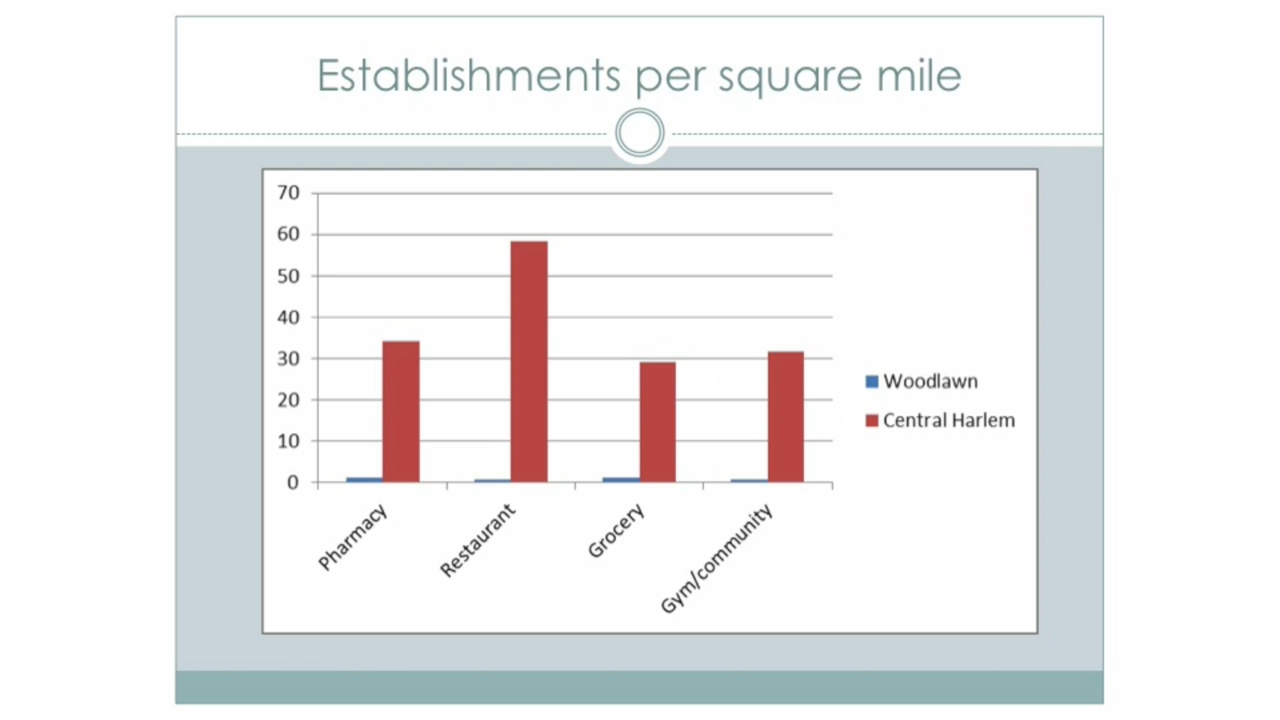 Establishments per square mile
70
60
50
40
30
20
10
0
Pharmacy
Restaurant
Grocery
Gym/community
Woodlawn
Central Harlem